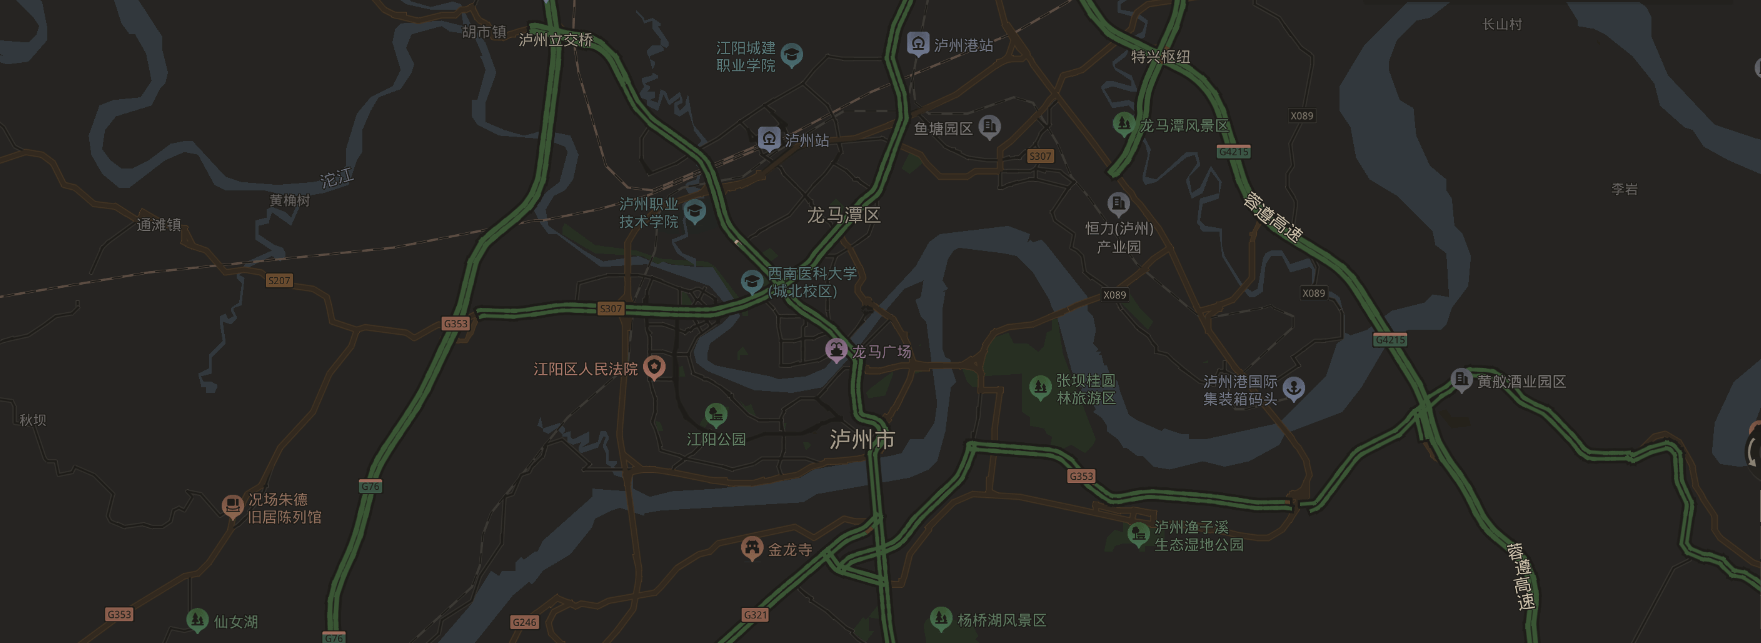 长山村
胡市镇
泸州立交桥
江阳城建
职业学院
泸州港站
特兴枢纽
X089
鱼塘园区
龙马潭风景区
泸州站
G4215
S307
沱江
黄桷树
李岩
通滩镇
泸州职业
技术学院
龙马潭区
蓉遵高速
恒力(泸州)
产业园
西南医科大学
(城北校区)
S207
X089
X089
S307
G353
G4215
龙马广场
江阳区人民法院
张坝桂圆
林旅游区
泸州港国际
集装箱码头
黄舣酒业园区
秋坝
江阳公园
泸州市
G353
G76
况场朱德
旧居陈列馆
泸州渔子溪
生态湿地公园
金龙寺
蓉遵高速
G353
仙女湖
G246
G321
杨桥湖风景区
G76